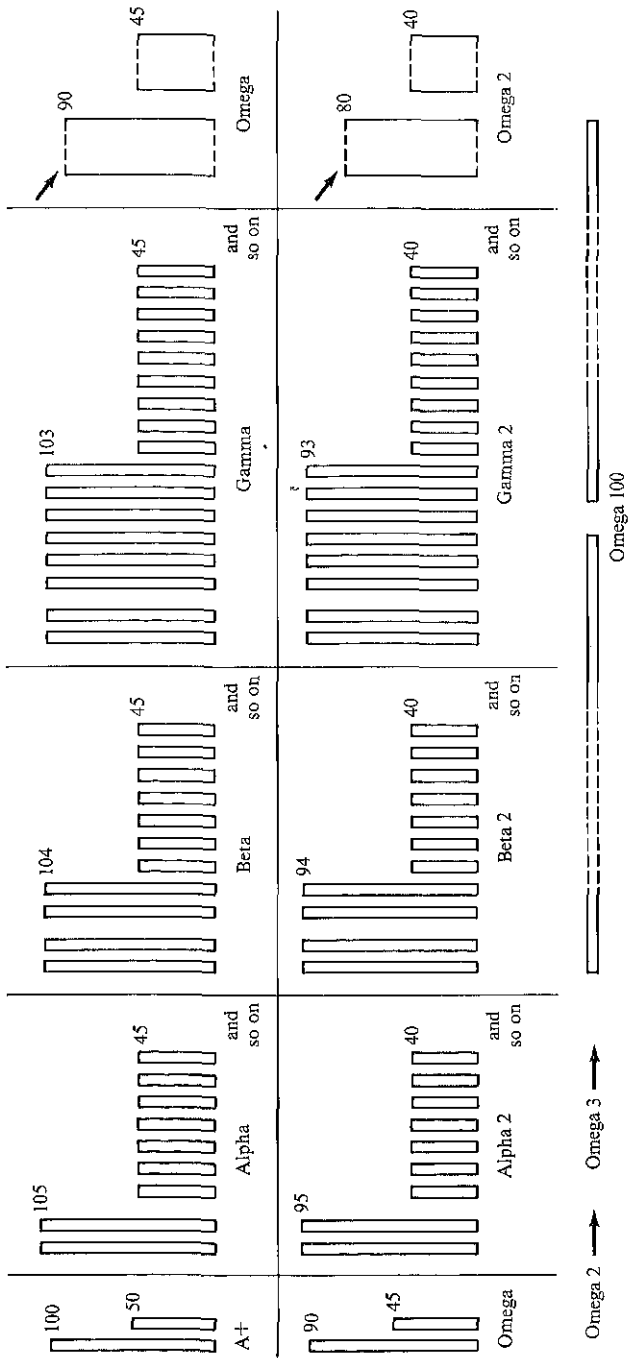 100
50
A+
105
45
Alpha
and
so on
104
45
Beta
and
so on
103
45
Gamma
and
so on
90
45
Omega
90
45
Omega
95
40
Alpha 2
and
so on
94
40
Beta 2
and
so on
93
40
Gamma 2
and
so on
80
40
Omega 2
Omega 2
Omega 3
Omega 100